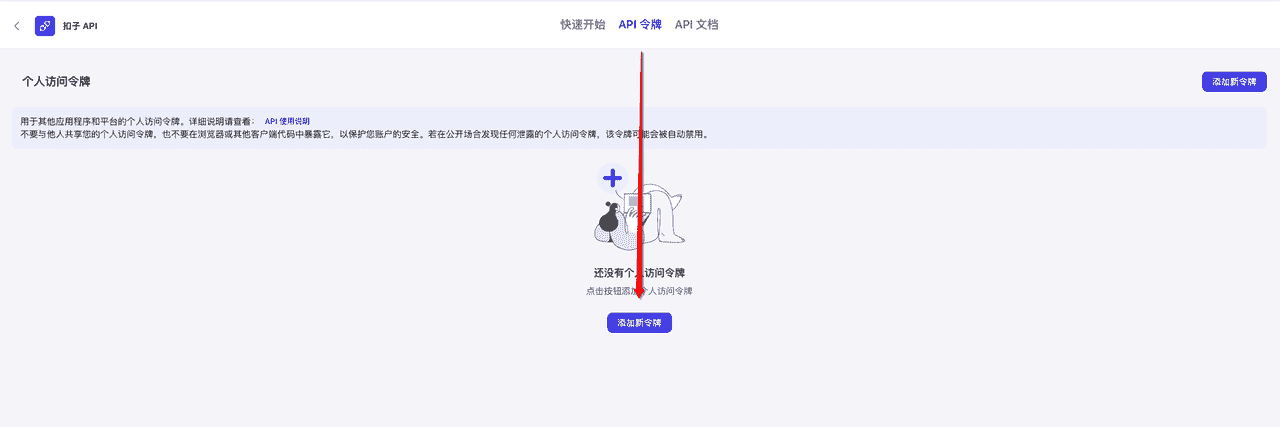 扣子 API
快速开始 API 令牌 API 文档
个人访问令牌
添加新令牌
用于其他应用程序和平台的个人访问令牌。详细说明请查看： API 使用说明
不要与他人共享您的个人访问令牌，也不要在浏览器或其他客户端代码中暴露它，以保护您账户的安全。若在公开场合发现任何泄露的个人访问令牌，该令牌可能会被自动禁用。
还没有个人访问令牌
点击按钮添加个人访问令牌
添加新令牌